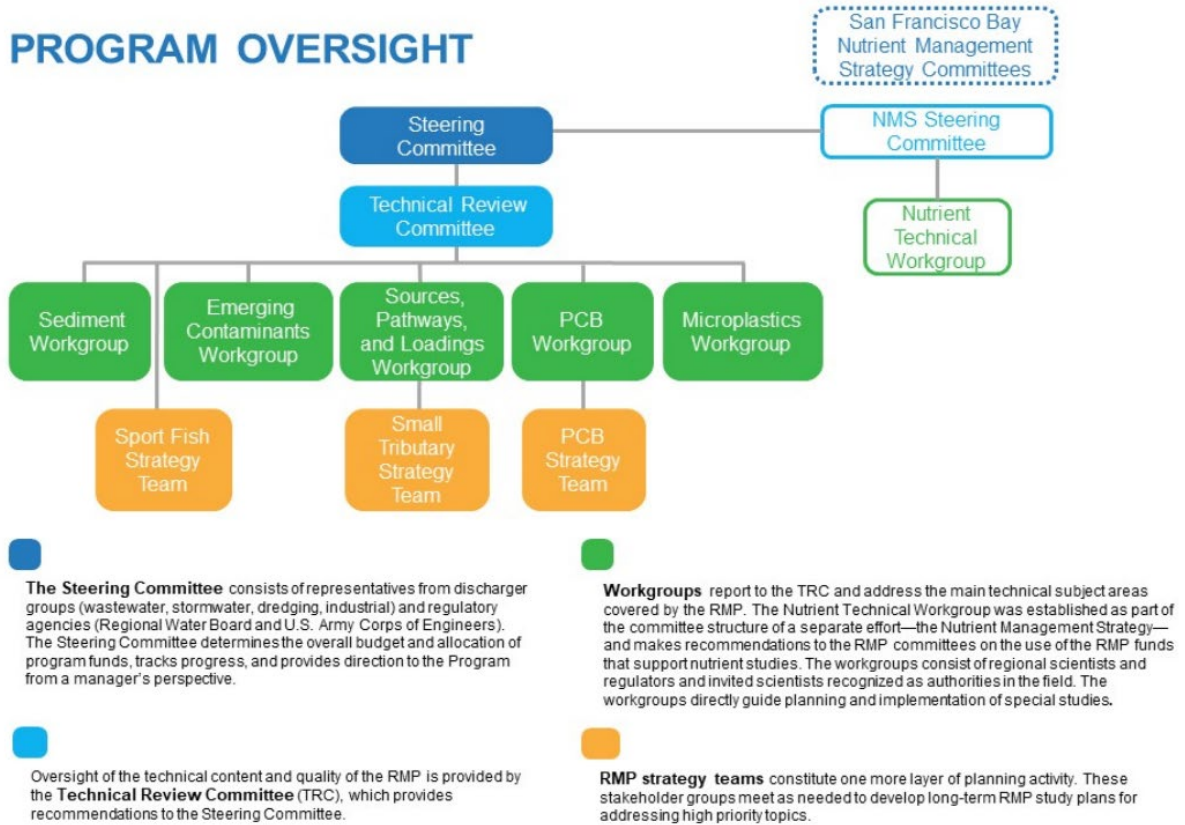 PROGRAM OVERSIGHT
San Francisco Bay
Nutrient Management
Strategy Committees
Steering
Committee
NMS Steering
Committee
Technical Review
Committee
Nutrient
Technical
Workgroup
Sediment
Workgroup
Emerging
Contaminants
Workgroup
Sources,
Pathways,
and Loadings
Workgroup
PCB
Workgroup
Microplastics
Workgroup
Sport Fish
Strategy
Team
Small
Tributary
Strategy
Team
PCB
Strategy
Team
The Steering Committee consists of representatives from discharger
groups (wastewater, stormwater, dredging, industrial) and regulatory
agencies (Regional Water Board and U.S. Army Corps of Engineers).
The Steering Committee determines the overall budget and allocation of
program funds, tracks progress, and provides direction to the Program
from a manager's perspective.
Workgroups report to the TRC and address the main technical subject areas
covered by the RMP. The Nutrient Technical Workgroup was established as part of
the committee structure of a separate effort—the Nutrient Management Strategy—
and makes recommendations to the RMP committees on the use of the RMP funds
that support nutrient studies. The workgroups consist of regional scientists and
regulators and invited scientists recognized as authorities in the field. The
workgroups directly guide planning and implementation of special studies.
Oversight of the technical content and quality of the RMP is provided by
the Technical Review Committee (TRC), which provides
recommendations to the Steering Committee.
RMP strategy teams constitute one more layer of planning activity. These
stakeholder groups meet as needed to develop long-term RMP study plans for
addressing high priority topics.